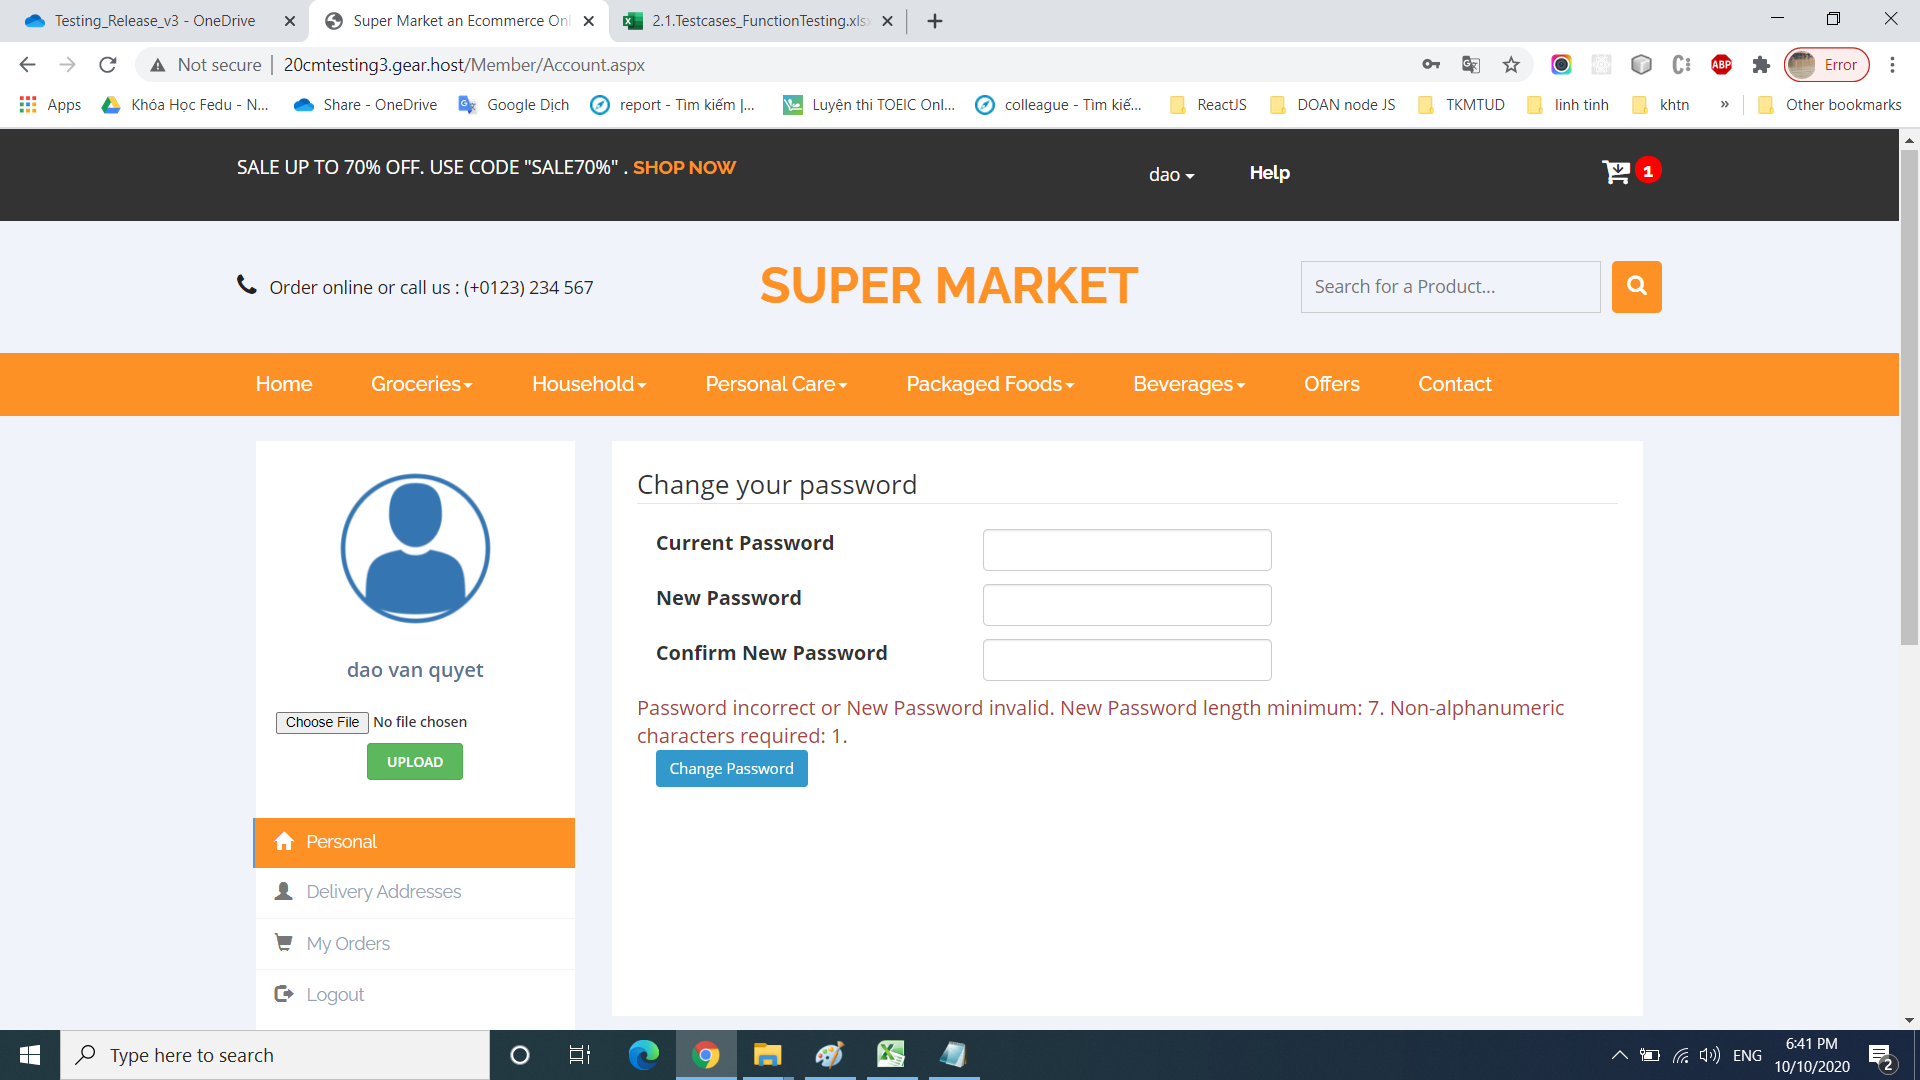 Testing_Release_v3 - OneDrive
Super Market an Ecommerce Onl
2.1.Testcases_FunctionTesting.xlsx
Not secure | 20cmtesting3.gear.host/Member/Account.aspx
ABP
Error
Apps
Khóa Học Fedu - N...
Share - OneDrive
Google Dịch
report - Tìm kiếm |...
Luyện thi TOEIC Onl...
colleague - Tìm kiế...
ReactJS
DOAN node JS
TKMTUD
linh tinh
khtn
»
Other bookmarks
SALE UP TO 70% OFF. USE CODE "SALE70%" . SHOP NOW
dao
Help
1
Order online or call us : (+0123) 234 567
SUPER MARKET
Search for a Product...
Home
Groceries
Household
Personal Care
Packaged Foods
Beverages
Offers
Contact
dao van quyet
Choose File No file chosen
UPLOAD
Personal
Delivery Addresses
My Orders
Logout
Change your password
Current Password
New Password
Confirm New Password
Password incorrect or New Password invalid. New Password length minimum: 7. Non-alphanumeric
characters required: 1.
Change Password
Type here to search
ENG
6:41 PM
10/10/2020
2